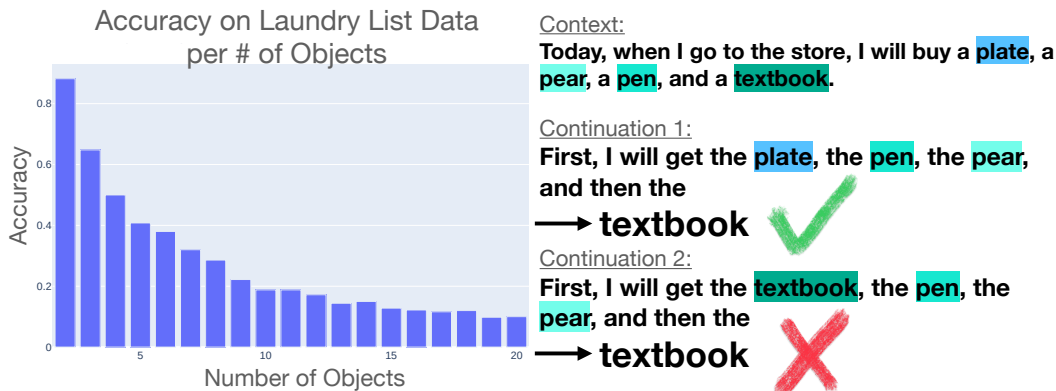 Accuracy on Laundry List Data
per # of Objects
Accuracy
0.8
0.6
0.4
0.2
0
5
10
15
20
Number of Objects
Context:
Today, when I go to the store, I will buy a plate, a
pear, a pen, and a textbook.
Continuation 1:
First, I will get the plate, the pen, the pear,
and then the
textbook
Continuation 2:
First, I will get the textbook, the pen, the
pear, and then the
textbook